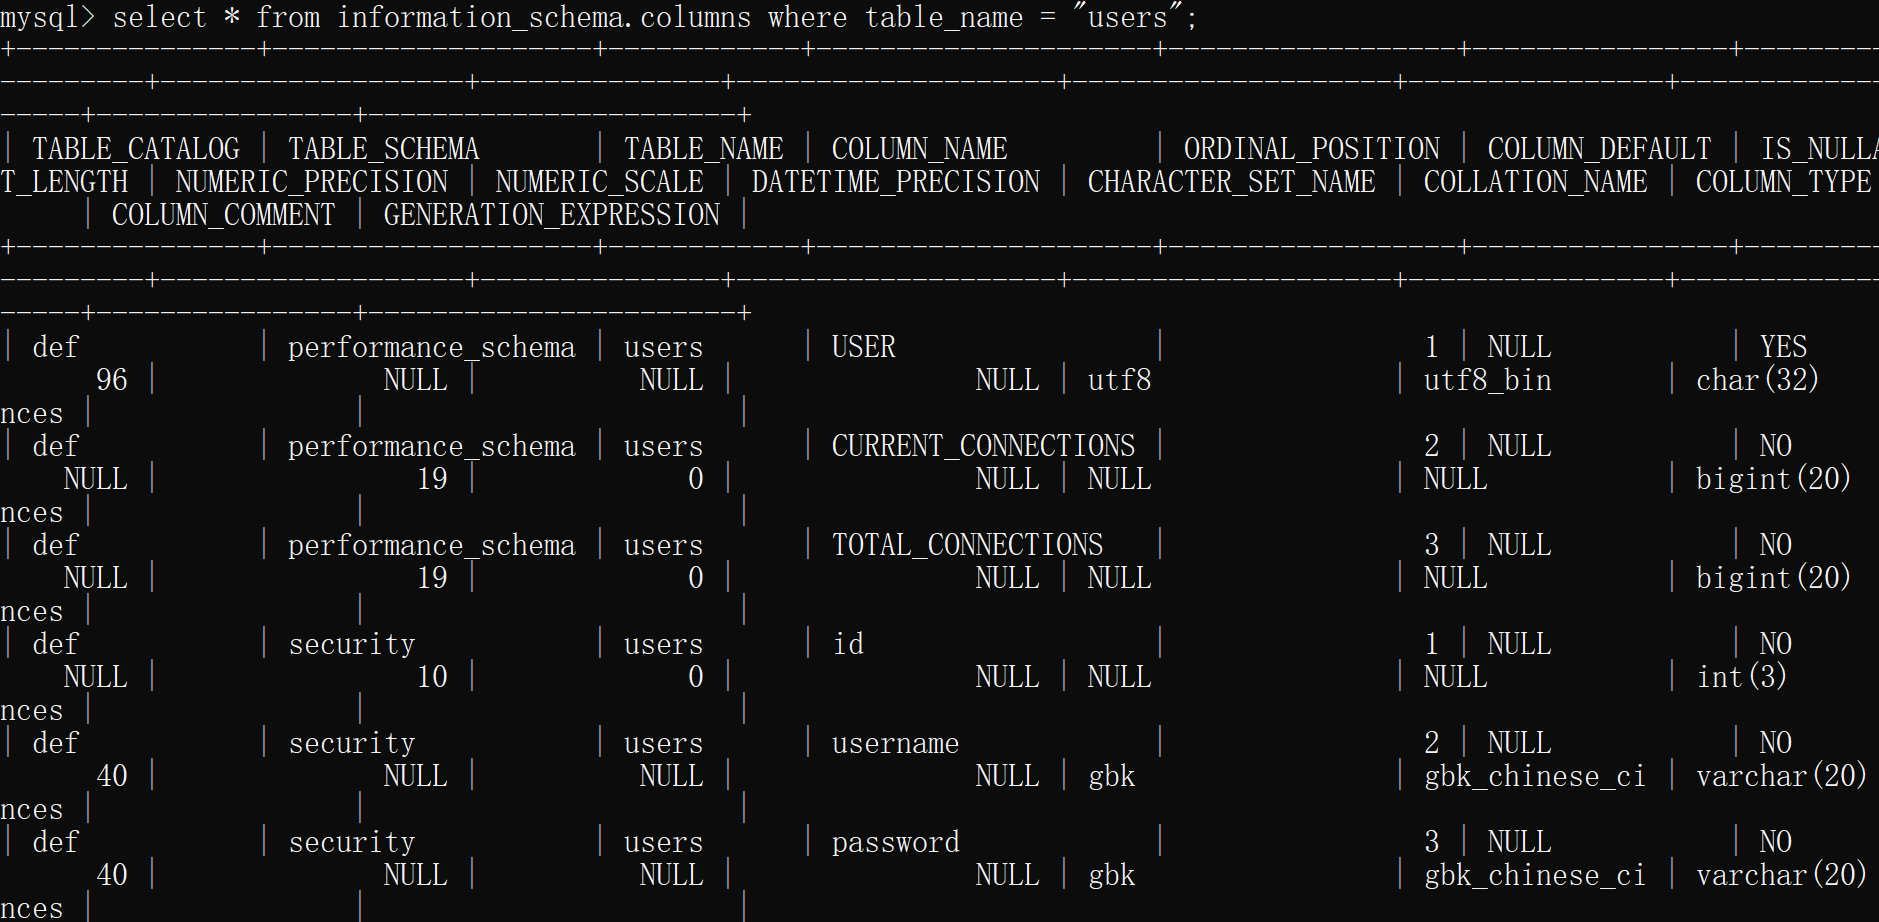 mysql> select * from information_schema.columns where table_name = "users";
+---------------+--------------------+------------+---------------------+------------------+----------------+--------
---------+-------------------+---------------+--------------------+--------------------+----------------+------------
-----+----------------+-----------------------+
| TABLE_CATALOG | TABLE_SCHEMA | TABLE_NAME | COLUMN_NAME | ORDINAL_POSITION | COLUMN_DEFAULT | IS_NULLA
T_LENGTH | NUMERIC_PRECISION | NUMERIC_SCALE | DATETIME_PRECISION | CHARACTER_SET_NAME | COLLATION_NAME | COLUMN_TYPE
| COLUMN_COMMENT | GENERATION_EXPRESSION |
+---------------+--------------------+------------+---------------------+------------------+----------------+--------
---------+-------------------+---------------+--------------------+--------------------+----------------+------------
-----+----------------+-----------------------+
| def | performance_schema | users | USER | 1 | NULL | YES
96 | NULL | NULL | NULL | utf8 | utf8_bin | char(32)
nces | | |
| def | performance_schema | users | CURRENT_CONNECTIONS | 2 | NULL | NO
NULL | 19 | 0 | NULL | NULL | NULL | bigint(20)
nces | | |
| def | performance_schema | users | TOTAL_CONNECTIONS | 3 | NULL | NO
NULL | 19 | 0 | NULL | NULL | NULL | bigint(20)
nces | | |
| def | security | users | id | 1 | NULL | NO
NULL | 10 | 0 | NULL | NULL | NULL | int(3)
nces | | |
| def | security | users | username | 2 | NULL | NO
40 | NULL | NULL | NULL | gbk | gbk_chinese_ci | varchar(20)
nces | | |
| def | security | users | password | 3 | NULL | NO
40 | NULL | NULL | NULL | gbk | gbk_chinese_ci | varchar(20)
nces | | |